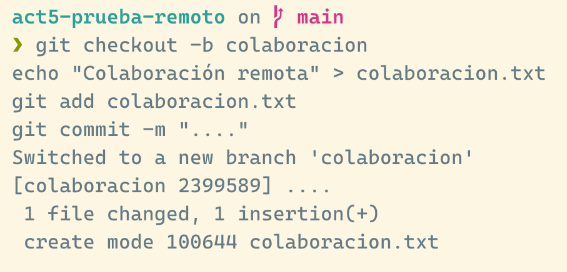 act5-prueba-remoto on main
❯ git checkout -b colaboracion
echo "Colaboración remota" > colaboracion.txt
git add colaboracion.txt
git commit -m "...."
Switched to a new branch 'colaboracion'
[colaboracion 2399589] ....
 1 file changed, 1 insertion(+)
 create mode 100644 colaboracion.txt